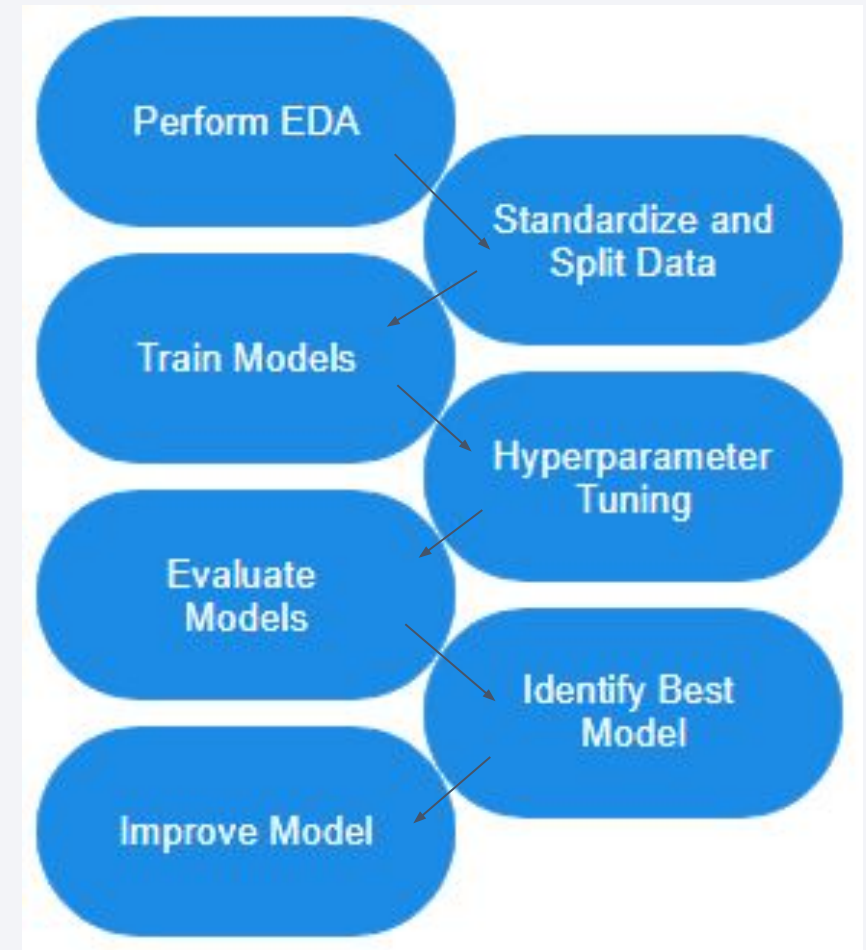 Perform EDA
Standardize and
Split Data
Train Models
Hyperparameter
Tuning
Evaluate
Models
Identify Best
Model
Improve Model